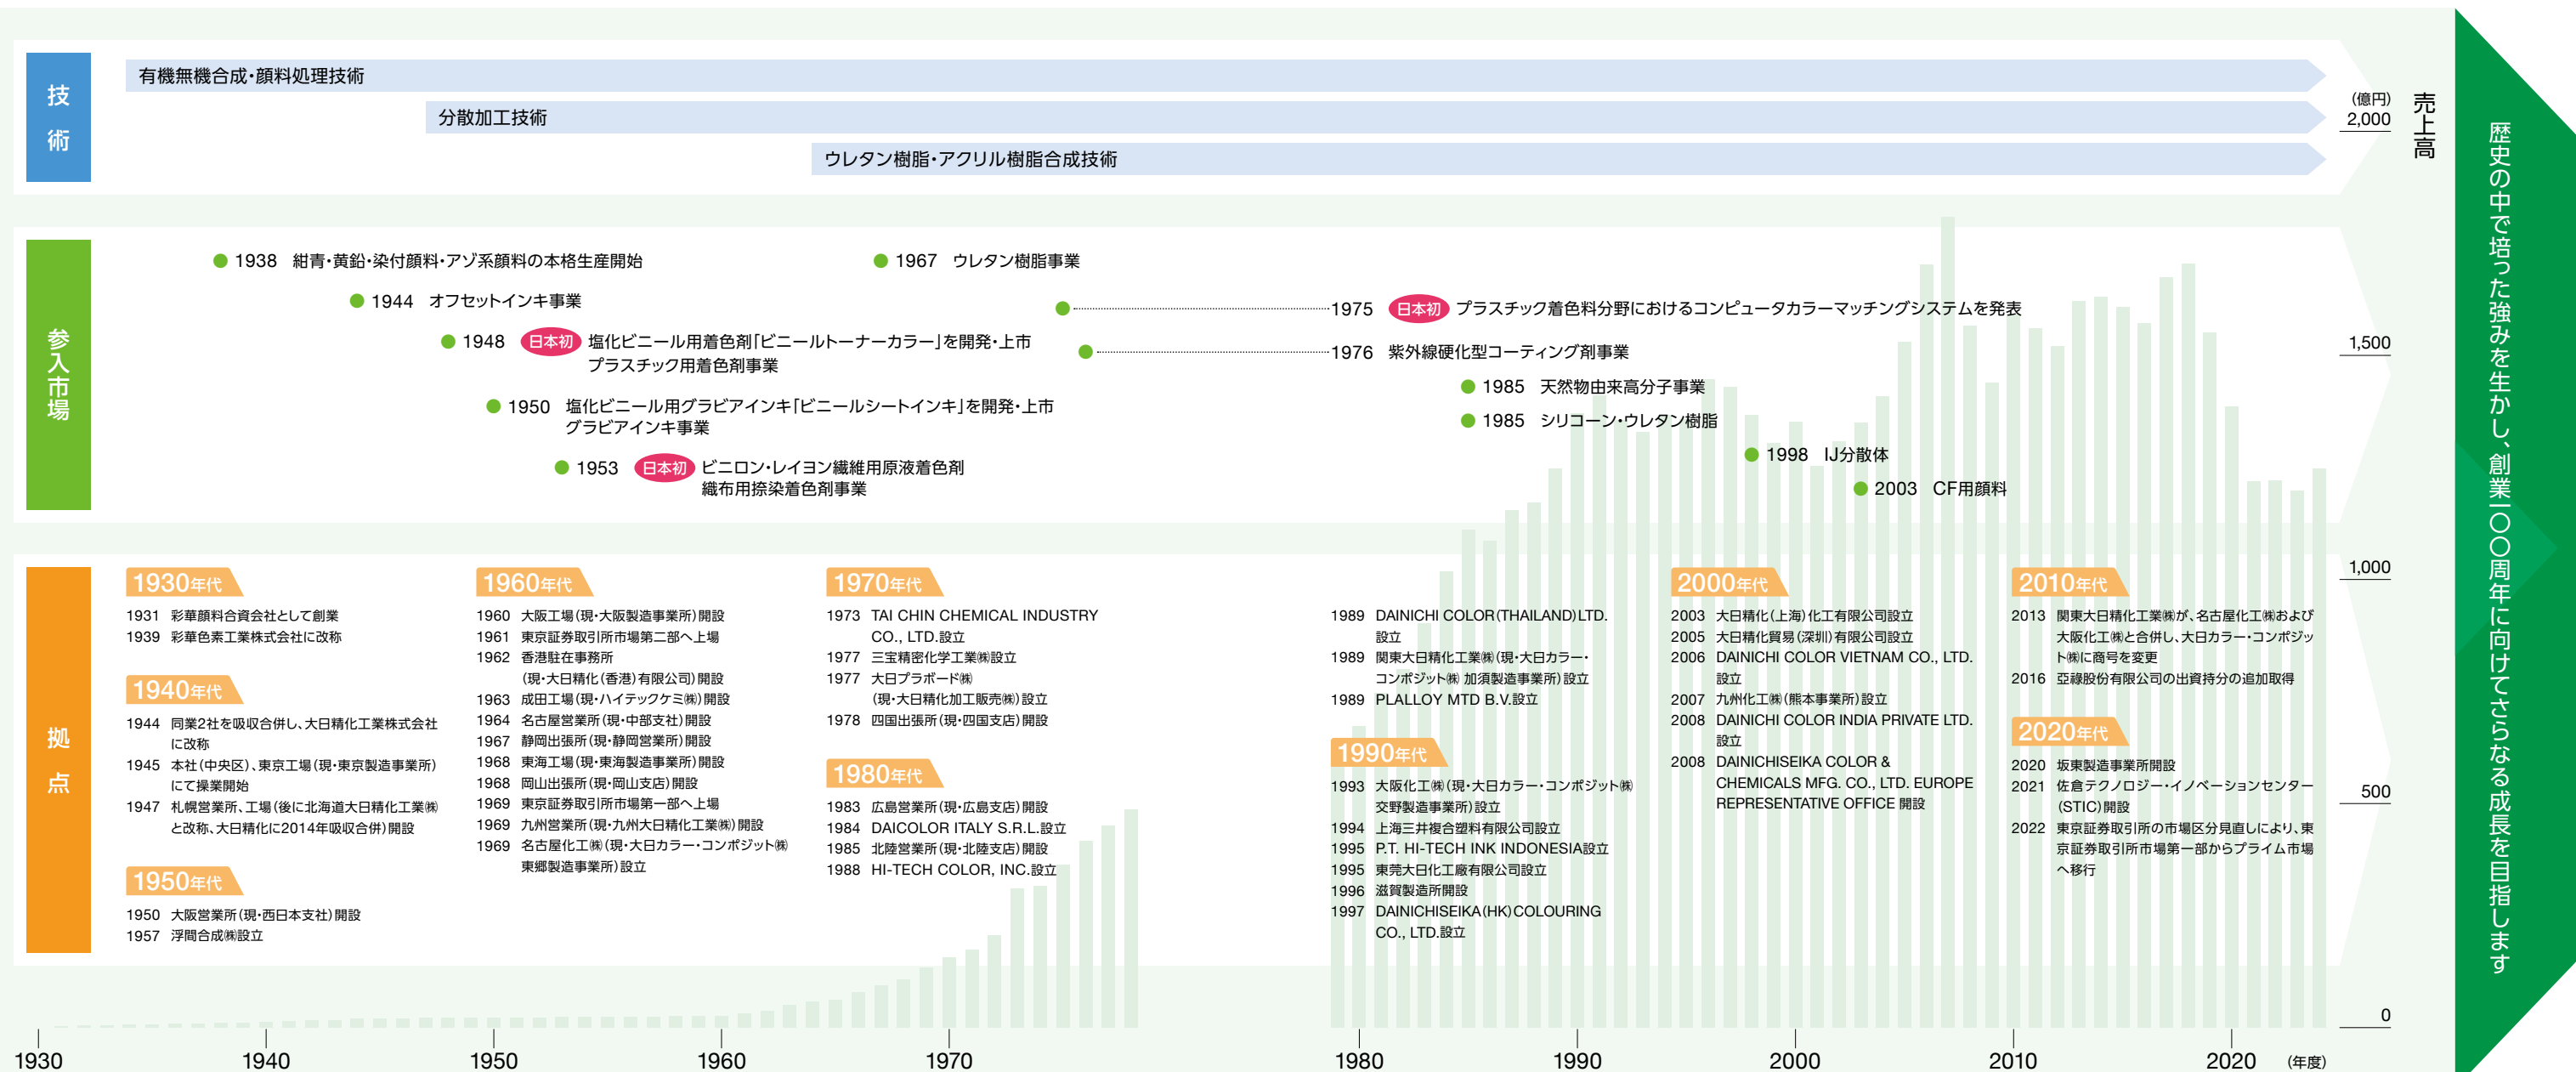 技術
有機無機合成・顔料処理技術
分散加工技術
ウレタン樹脂・アクリル樹脂合成技術
参入市場
1938 紺青・黄鉛・染付顔料・アゾ系顔料の本格生産開始
1944 オフセットインキ事業
1948 日本初 塩化ビニール用着色剤「ビニールトーナーカラー」を開発・上市
プラスチック用着色剤事業
1950 塩化ビニール用グラビアインキ「ビニールシートインキ」を開発・上市
グラビアインキ事業
1953 日本初 ビニロン・レイヨン繊維用原液着色剤
織布用捺染着色剤事業
1967 ウレタン樹脂事業
1975 日本初 プラスチック着色料分野におけるコンピュータカラーマッチングシステムを発表
1976 紫外線硬化型コーティング剤事業
1985 天然物由来高分子事業
1985 シリコーン・ウレタン樹脂
1998 IJ分散体
2003 CF用顔料
拠点
1930年代
1931 彩華顔料合資会社として創業
1939 彩華色素工業株式会社に改称
1940年代
1944 同業2社を吸収合併し、大日精化工業株式会社
に改称
1945 本社（中央区）、東京工場（現・東京製造事業所）
にて操業開始
1947 札幌営業所、工場（後に北海道大日精化工業㈱
と改称、大日精化に2014年吸収合併）開設
1950年代
1950 大阪営業所（現・西日本支社）開設
1957 浮間合成㈱設立
1960年代
1960 大阪工場（現・大阪製造事業所）開設
1961 東京証券取引所市場第二部へ上場
1962 香港駐在事務所
（現・大日精化（香港）有限公司）開設
1963 成田工場（現・ハイテックケミ㈱）開設
1964 名古屋営業所（現・中部支社）開設
1967 静岡出張所（現・静岡営業所）開設
1968 東海工場（現・東海製造事業所）開設
1968 岡山出張所（現・岡山支店）開設
1969 東京証券取引所市場第一部へ上場
1969 九州営業所（現・九州大日精化工業㈱）開設
1969 名古屋化工㈱（現・大日カラー・コンポジット㈱
東郷製造事業所）設立
1970年代
1973 TAI CHIN CHEMICAL INDUSTRY
CO., LTD.設立
1977 三宝精密化学工業㈱設立
1977 大日プラボード㈱
（現・大日精化加工販売㈱）設立
1978 四国出張所（現・四国支店）開設
1980年代
1983 広島営業所（現・広島支店）開設
1984 DAICOLOR ITALY S.R.L.設立
1985 北陸営業所（現・北陸支店）開設
1988 HI-TECH COLOR, INC.設立
1989 DAINICHI COLOR（THAILAND）LTD.
設立
1989 関東大日精化工業㈱（現・大日カラー・
コンポジット㈱ 加須製造事業所）設立
1989 PLALLOY MTD B.V.設立
1990年代
1993 大阪化工㈱（現・大日カラー・コンポジット㈱
交野製造事業所）設立
1994 上海三井複合塑料有限公司設立
1995 P.T. HI-TECH INK INDONESIA設立
1995 東莞大日化工廠有限公司設立
1996 滋賀製造所開設
1997 DAINICHISEIKA（HK）COLOURING
CO., LTD.設立
2000年代
2003 大日精化（上海）化工有限公司設立
2005 大日精化貿易（深圳）有限公司設立
2006 DAINICHI COLOR VIETNAM CO., LTD.
設立
2007 九州化工㈱（熊本事業所）設立
2008 DAINICHI COLOR INDIA PRIVATE LTD.
設立
2008 DAINICHISEIKA COLOR &
CHEMICALS MFG. CO., LTD. EUROPE
REPRESENTATIVE OFFICE 開設
2010年代
2013 関東大日精化工業㈱が、名古屋化工㈱および
大阪化工㈱と合併し、大日カラー・コンポジッ
ト㈱に商号を変更
2016 亞祿股份有限公司の出資持分の追加取得
2020年代
2020 坂東製造事業所開設
2021 佐倉テクノロジー・イノベーションセンター
（STIC）開設
2022 東京証券取引所の市場区分見直しにより、東
京証券取引所市場第一部からプライム市場
へ移行
売上高
（億円）
2,000
1,500
1,000
500
0
1930 1940 1950 1960 1970 1980 1990 2000 2010 2020 （年度）
歴史の中で培った強みを生かし、創業一〇〇周年に向けてさらなる成長を目指します